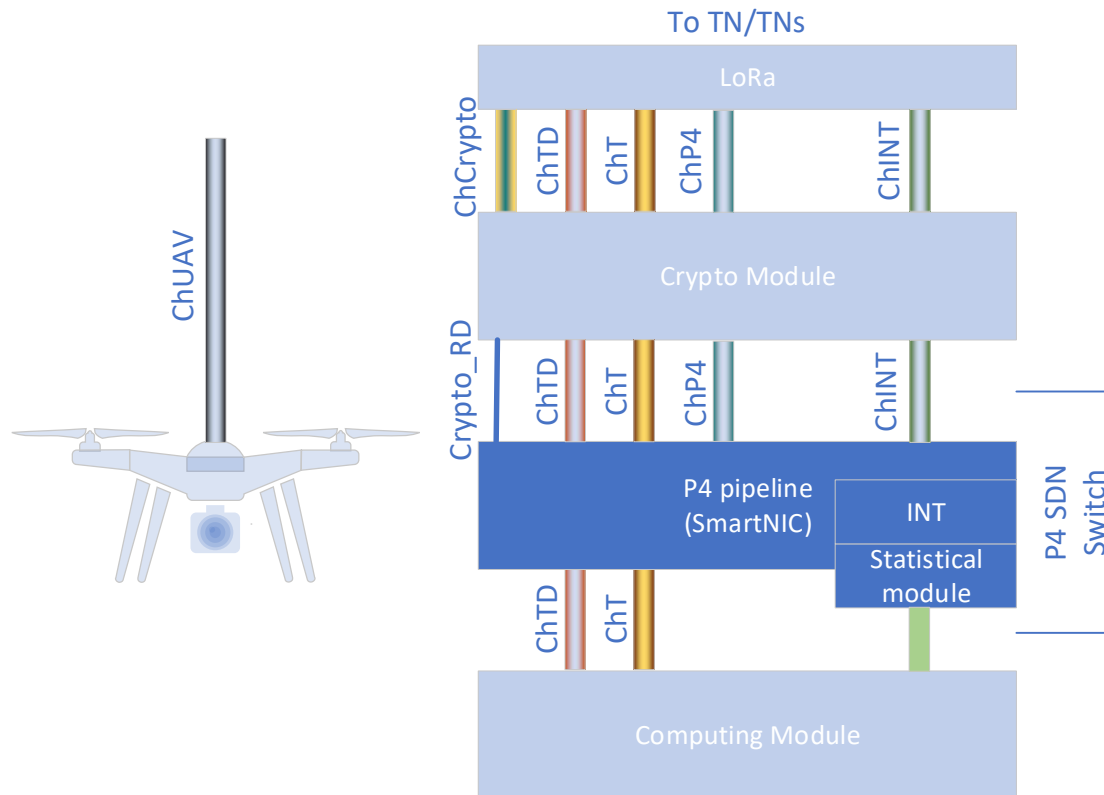 To TN/TNs
LoRa
ChCrypto
ChTD
ChT
ChP4
ChINT
Crypto Module
ChUAV
Crypto_RD
ChTD
ChT
ChP4
ChINT
P4 pipeline
(SmartNIC)
INT
Statistical
module
P4 SDN
Switch
ChTD
ChT
Computing Module